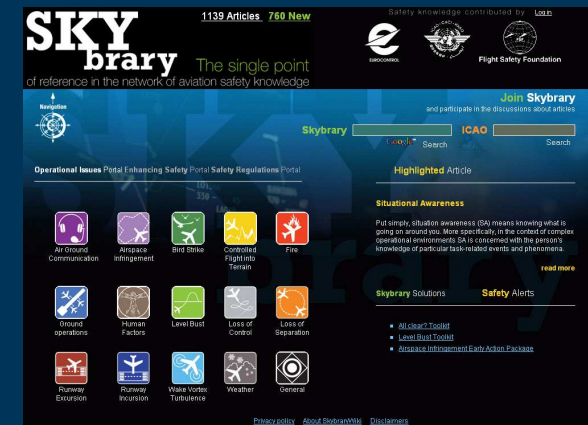 SKY
brary
1139 Articles 760 New
The single point
of reference in the network of aviation safety knowledge
Safety knowledge contributed by Log in
EUROCONTROL
ICAO
Flight Safety Foundation
Navigation
Join Skybrary
and participate in the discussions about articles
Skybrary
Google™ Search
ICAO
Search
Operational Issues Portal Enhancing Safety Portal Safety Regulations Portal
Highlighted Article
Air Ground
Communication
Airspace
Infringement
Bird Strike
Controlled
Flight into
Terrain
Fire
Situational Awareness
Put simply, situation awareness (SA) means knowing what is
going on around you. More specifically, in the context of complex
operational environments SA is concerned with the person's
knowledge of particular task-related events and phenomena.
read more
Ground
operations
Human
Factors
Level Bust
Loss of
Control
Loss of
Separation
Skybrary Solutions
Safety Alerts
All clear? Toolkit
Level Bust Toolkit
Airspace Infringement Early Action Package
Runway
Excursion
Runway
Incursion
Wake Vortex
Turbulence
Weather
General
Privacy policy About SkybraryWiki Disclaimers